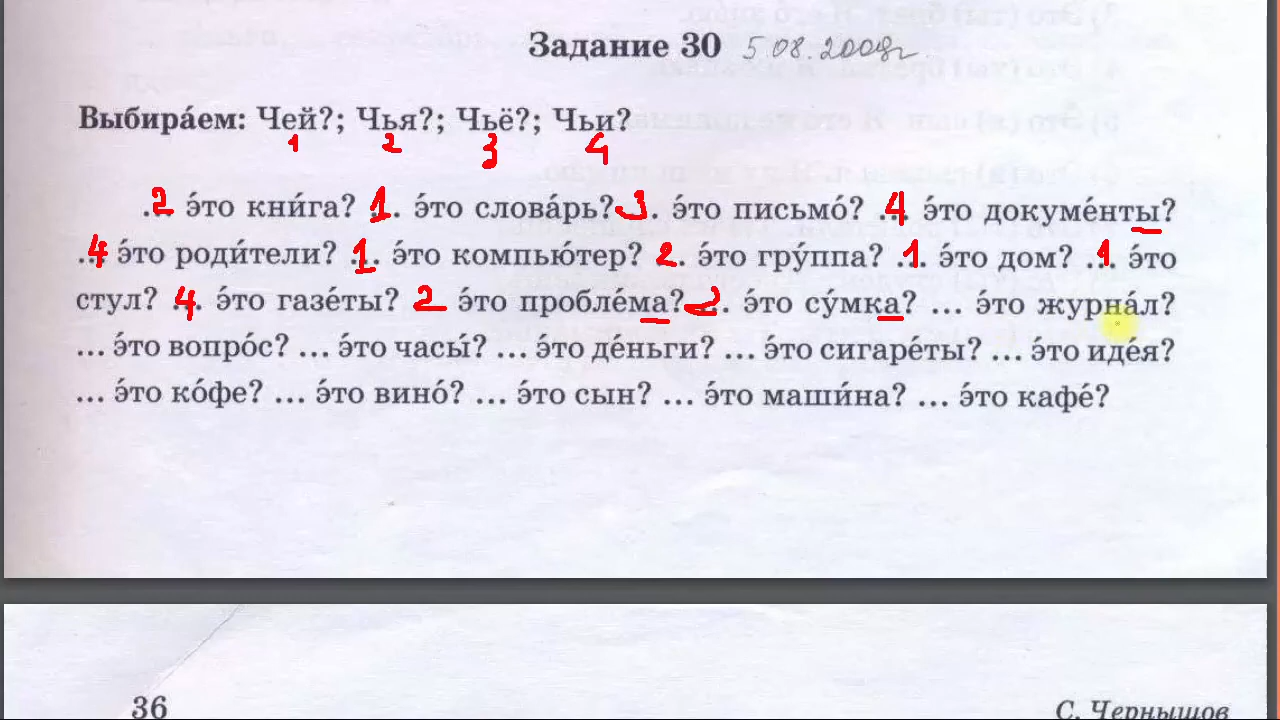 Задание 30 5.08.2009г
Выбира́ем: Чей?; Чья?; Чьё?; Чьи?
1 2 3 4
2 э́то кни́га? 1 э́то слова́рь? 3 э́то письмо́? 4 э́то докуме́нты?
4 э́то роди́тели? 1 э́то компью́тер? 2 э́то гру́ппа? 1 э́то дом? 1 э́то
стул? 4 э́то газе́ты? 2 э́то пробле́ма? 2 э́то су́мка? ... э́то журна́л?
... э́то вопро́с? ... э́то часы́? ... э́то де́ньги? ... э́то сигаре́ты? ... э́то иде́я?
... э́то ко́фе? ... э́то вино́? ... э́то сын? ... э́то маши́на? ... э́то кафе́?
36 С. Чернышов